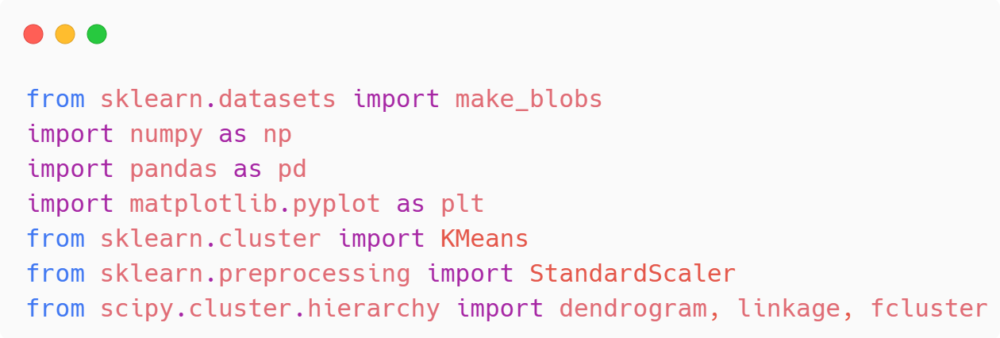 from sklearn.datasets import make_blobs
import numpy as np
import pandas as pd
import matplotlib.pyplot as plt
from sklearn.cluster import KMeans
from sklearn.preprocessing import StandardScaler
from scipy.cluster.hierarchy import dendrogram, linkage, fcluster